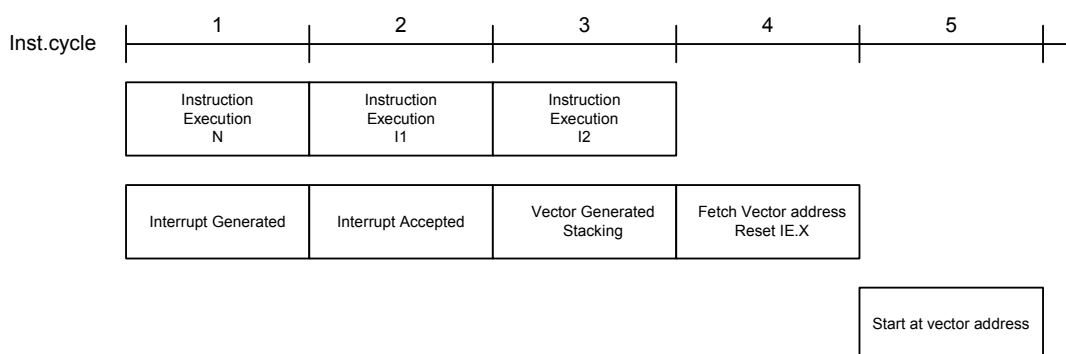 1 2 3 4 5
Inst.cycle
Instruction
Execution
N
Instruction
Execution
I1
Instruction
Execution
I2
Interrupt Generated
Interrupt Accepted
Vector Generated
Stacking
Fetch Vector address
Reset IE.X
Start at vector address